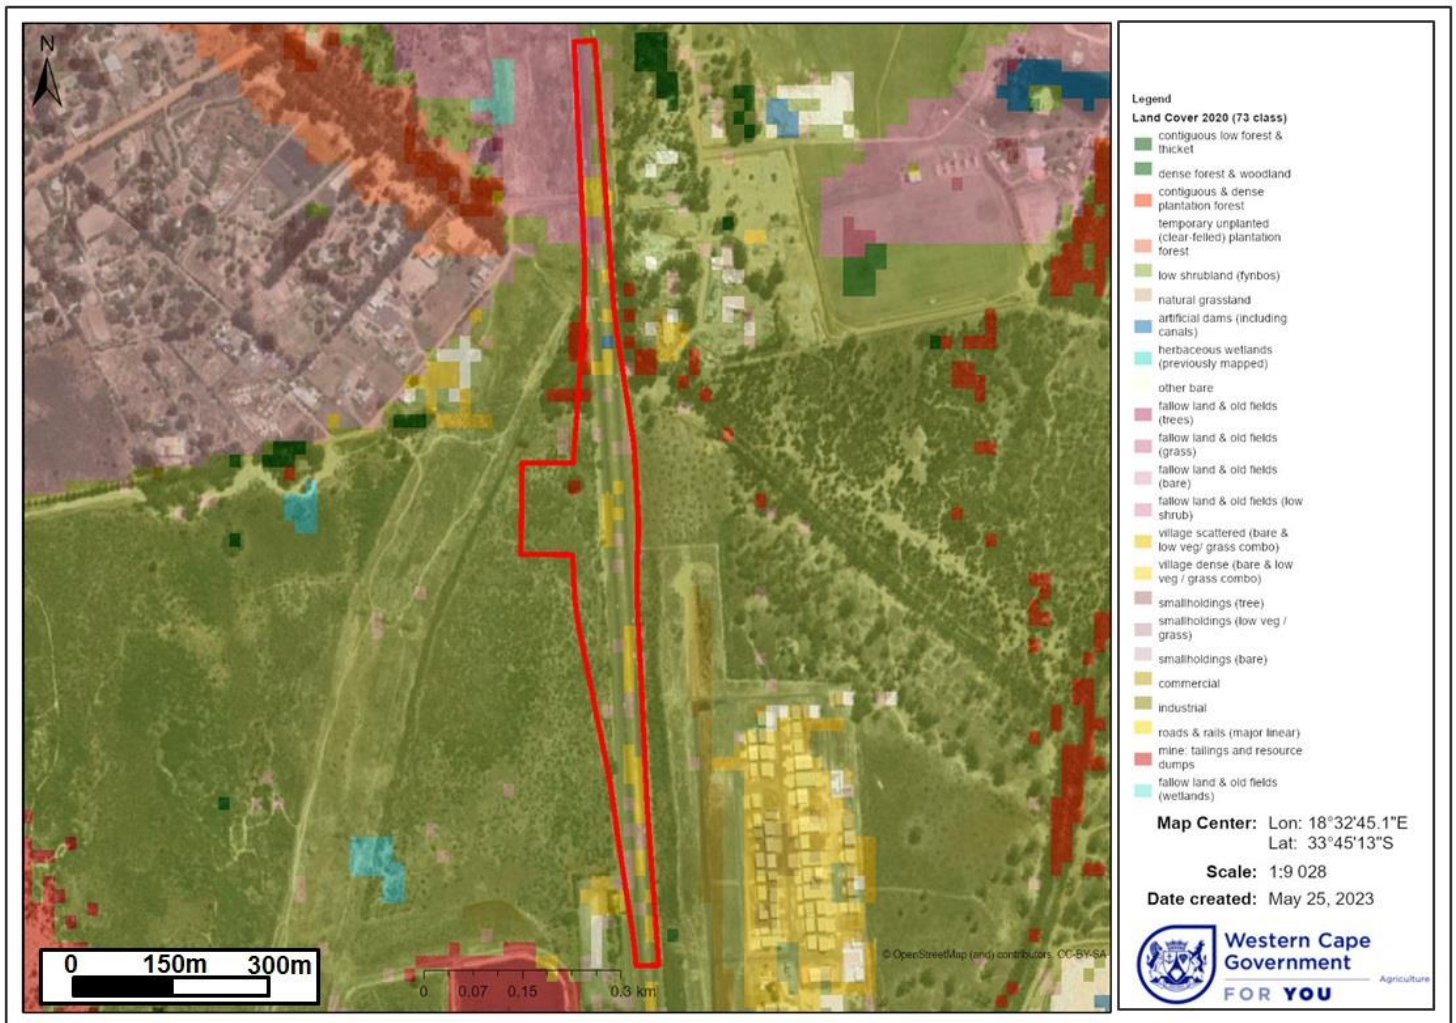 N
Legend
Land Cover 2020 (73 class)
contiguous low forest &
thicket
dense forest & woodland
contiguous & dense
plantation forest
temporary unplanted
(clear-felled) plantation
forest
low shrubland (fynbos)
natural grassland
artificial dams (including
canals)
herbaceous wetlands
(previously mapped)
other bare
fallow land & old fields
(trees)
fallow land & old fields
(grass)
fallow land & old fields
(bare)
fallow land & old fields (low
shrub)
village scattered (bare &
low veg/ grass combo)
village dense (bare & low
veg / grass combo)
smallholdings (tree)
smallholdings (low veg /
grass)
smallholdings (bare)
commercial
industrial
roads & rails (major linear)
mine: tailings and resource
dumps
fallow land & old fields
(wetlands)
Map Center: Lon: 18°32'45.1"E
Lat: 33°45'13"S
Scale: 1:9 028
Date created: May 25, 2023
Western Cape
Government
Agriculture
FOR YOU
© OpenStreetMap (and) contributors, CC-BY-SA
0 150m 300m
0 0.07 0,15 0.3 km